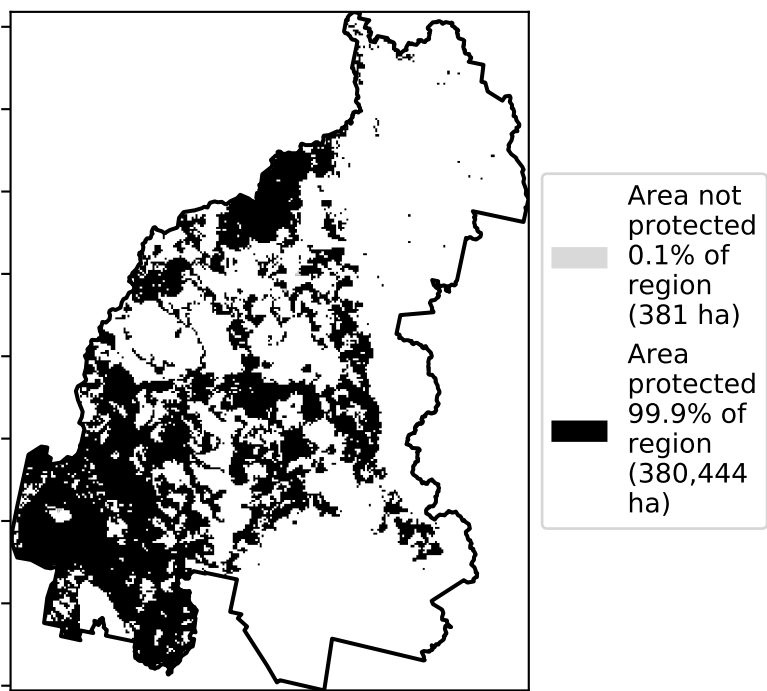 Area not
protected
0.1% of
region
(381 ha)
Area
protected
99.9% of
region
(380,444
ha)